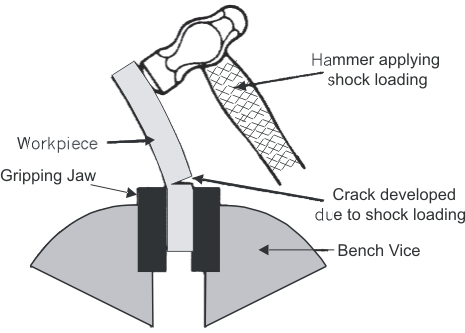 Hammer applying
shock loading
Workpiece
Gripping Jaw
Crack developed
due to shock loading
Bench Vice